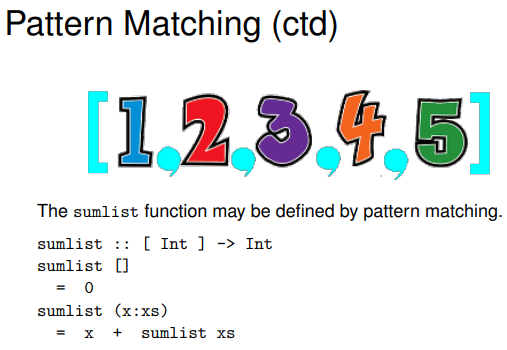 Pattern Matching (ctd)
[1,2,3,4,5]
The sumlist function may be defined by pattern matching.
sumlist :: [ Int ] -> Int
sumlist []
  =  0
sumlist (x:xs)
  =  x  +  sumlist xs